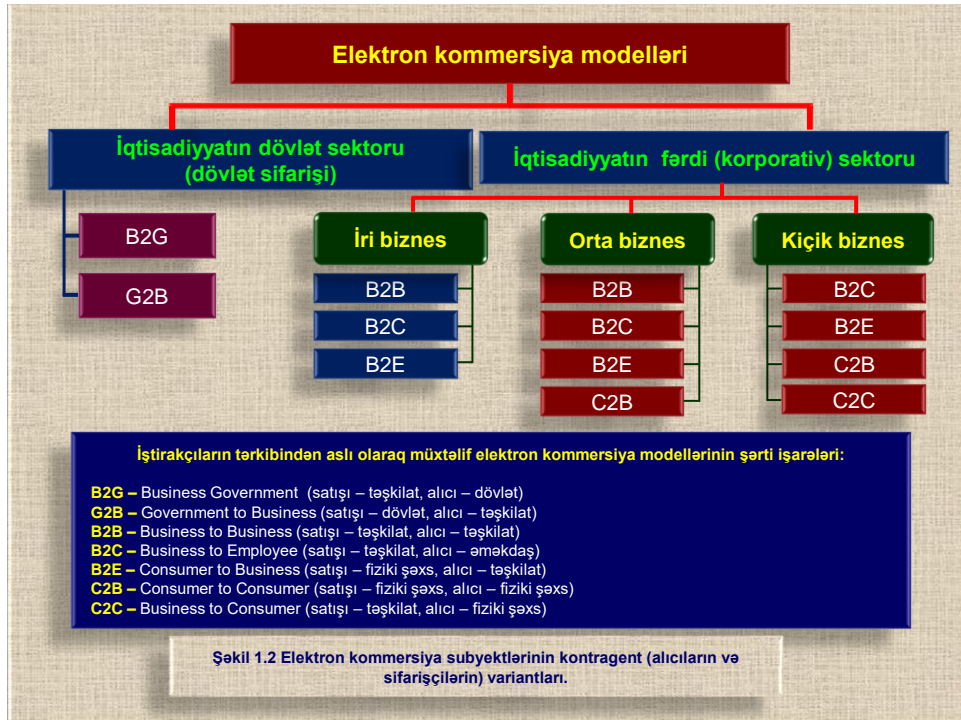 Elektron kommersiya modelləri
İqtisadiyyatın dövlət sektoru
(dövlət sifarişi)
İqtisadiyyatın fərdi (korporativ) sektoru
B2G
G2B
İri biznes
B2B
B2C
B2E
Orta biznes
B2B
B2C
B2E
C2B
Kiçik biznes
B2C
B2E
C2B
C2C
İştirakçıların tərkibindən aslı olaraq müxtəlif elektron kommersiya modellərinin şərti işarələri:
B2G – Business Government (satışı – təşkilat, alıcı – dövlət)
G2B – Government to Business (satışı – dövlət, alıcı – təşkilat)
B2B – Business to Business (satışı – təşkilat, alıcı – təşkilat)
B2C – Business to Employee (satışı – təşkilat, alıcı – əməkdaş)
B2E – Consumer to Business (satışı – fiziki şəxs, alıcı – təşkilat)
C2B – Consumer to Consumer (satışı – fiziki şəxs, alıcı – fiziki şəxs)
C2C – Business to Consumer (satışı – təşkilat, alıcı – fiziki şəxs)
Şəkil 1.2 Elektron kommersiya subyektlərinin kontragent (alıcıların və
sifarişçilərin) variantları.